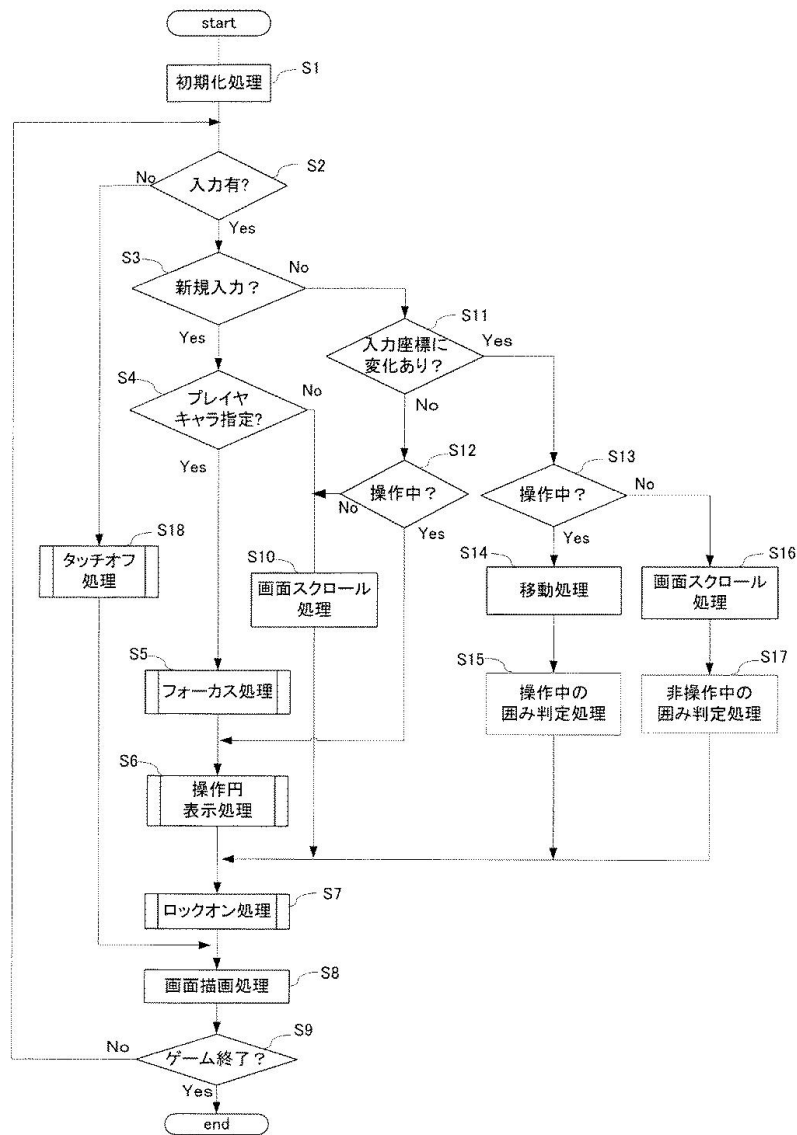 start
S1
初期化処理
S2
No
入力有?
Yes
S3
No
新規入力？
Yes
S11
入力座標に
変化あり？
Yes
No
S4
プレイヤ
キャラ指定?
No
Yes
S12
操作中？
No
Yes
S13
操作中？
No
Yes
S18
タッチオフ
処理
S10
画面スクロール
処理
S14
移動処理
S16
画面スクロール
処理
S5
フォーカス処理
S15
操作中の
囲み判定処理
S17
非操作中の
囲み判定処理
S6
操作円
表示処理
S7
ロックオン処理
S8
画面描画処理
S9
No
ゲーム終了？
Yes
end